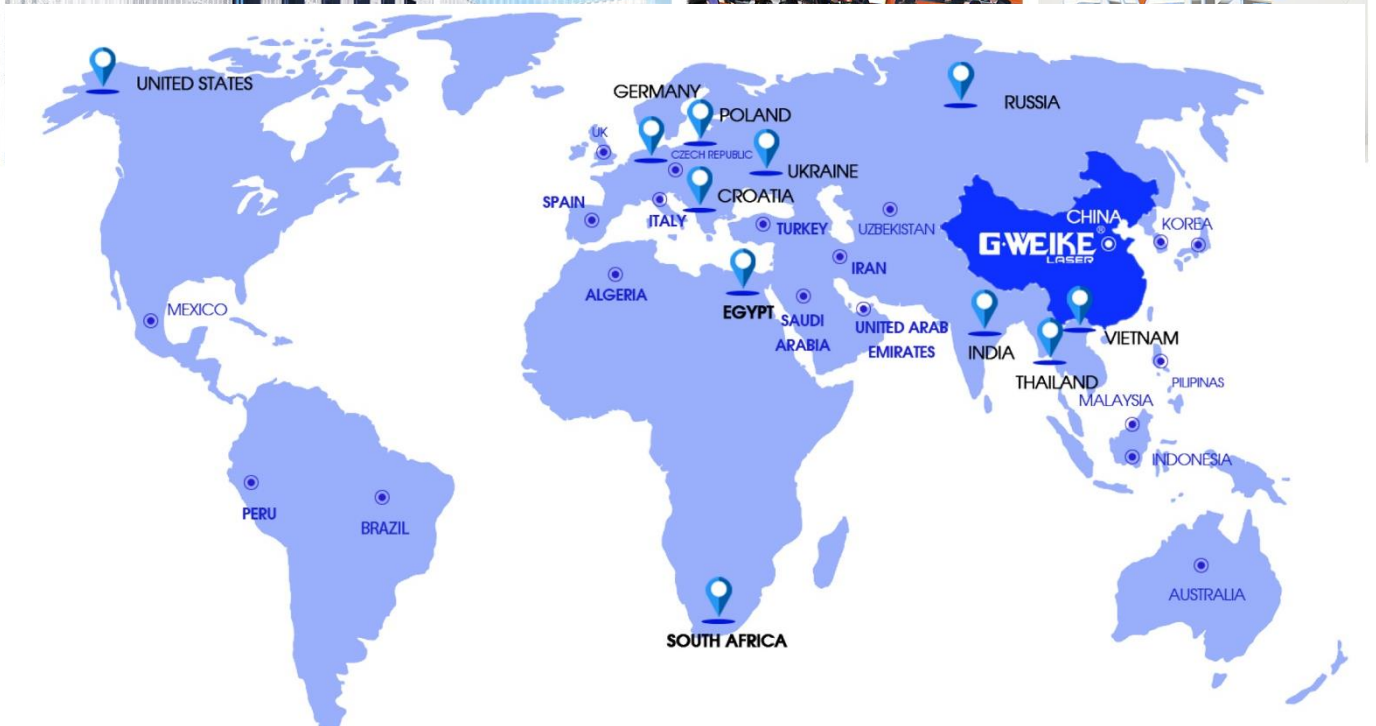 UNITED STATES
GERMANY
POLAND
RUSSIA
UK
CZECH REPUBLIC
UKRAINE
CROATIA
SPAIN
ITALY
TURKEY
UZBEKISTAN
CHINA
KOREA
G·WEIKE®
LASER
IRAN
ALGERIA
EGYPT
SAUDI
ARABIA
UNITED ARAB
EMIRATES
MEXICO
INDIA
VIETNAM
THAILAND
PILIPINAS
MALAYSIA
INDONESIA
PERU
BRAZIL
AUSTRALIA
SOUTH AFRICA